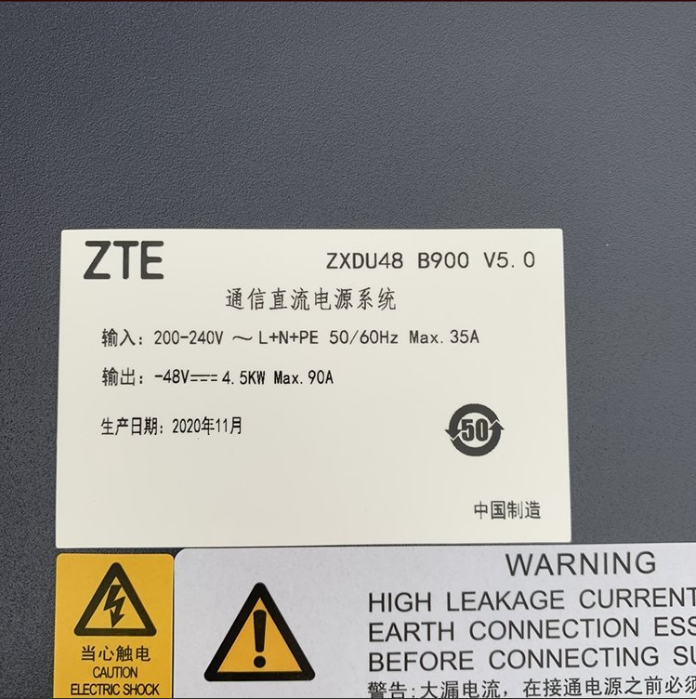 ZTE
ZXDU48 B900 V5.0
通信直流电源系统
输入: 200-240V ～ L+N+PE 50/60Hz Max.35A
输出: -48V⎓ 4.5KW Max.90A
生产日期: 2020年11月
50
中国制造
当心触电
CAUTION
ELECTRIC SHOCK
WARNING
HIGH LEAKAGE CURRENT
EARTH CONNECTION ESS
BEFORE CONNECTING SU
警告:大漏电流, 在接通电源之前必须